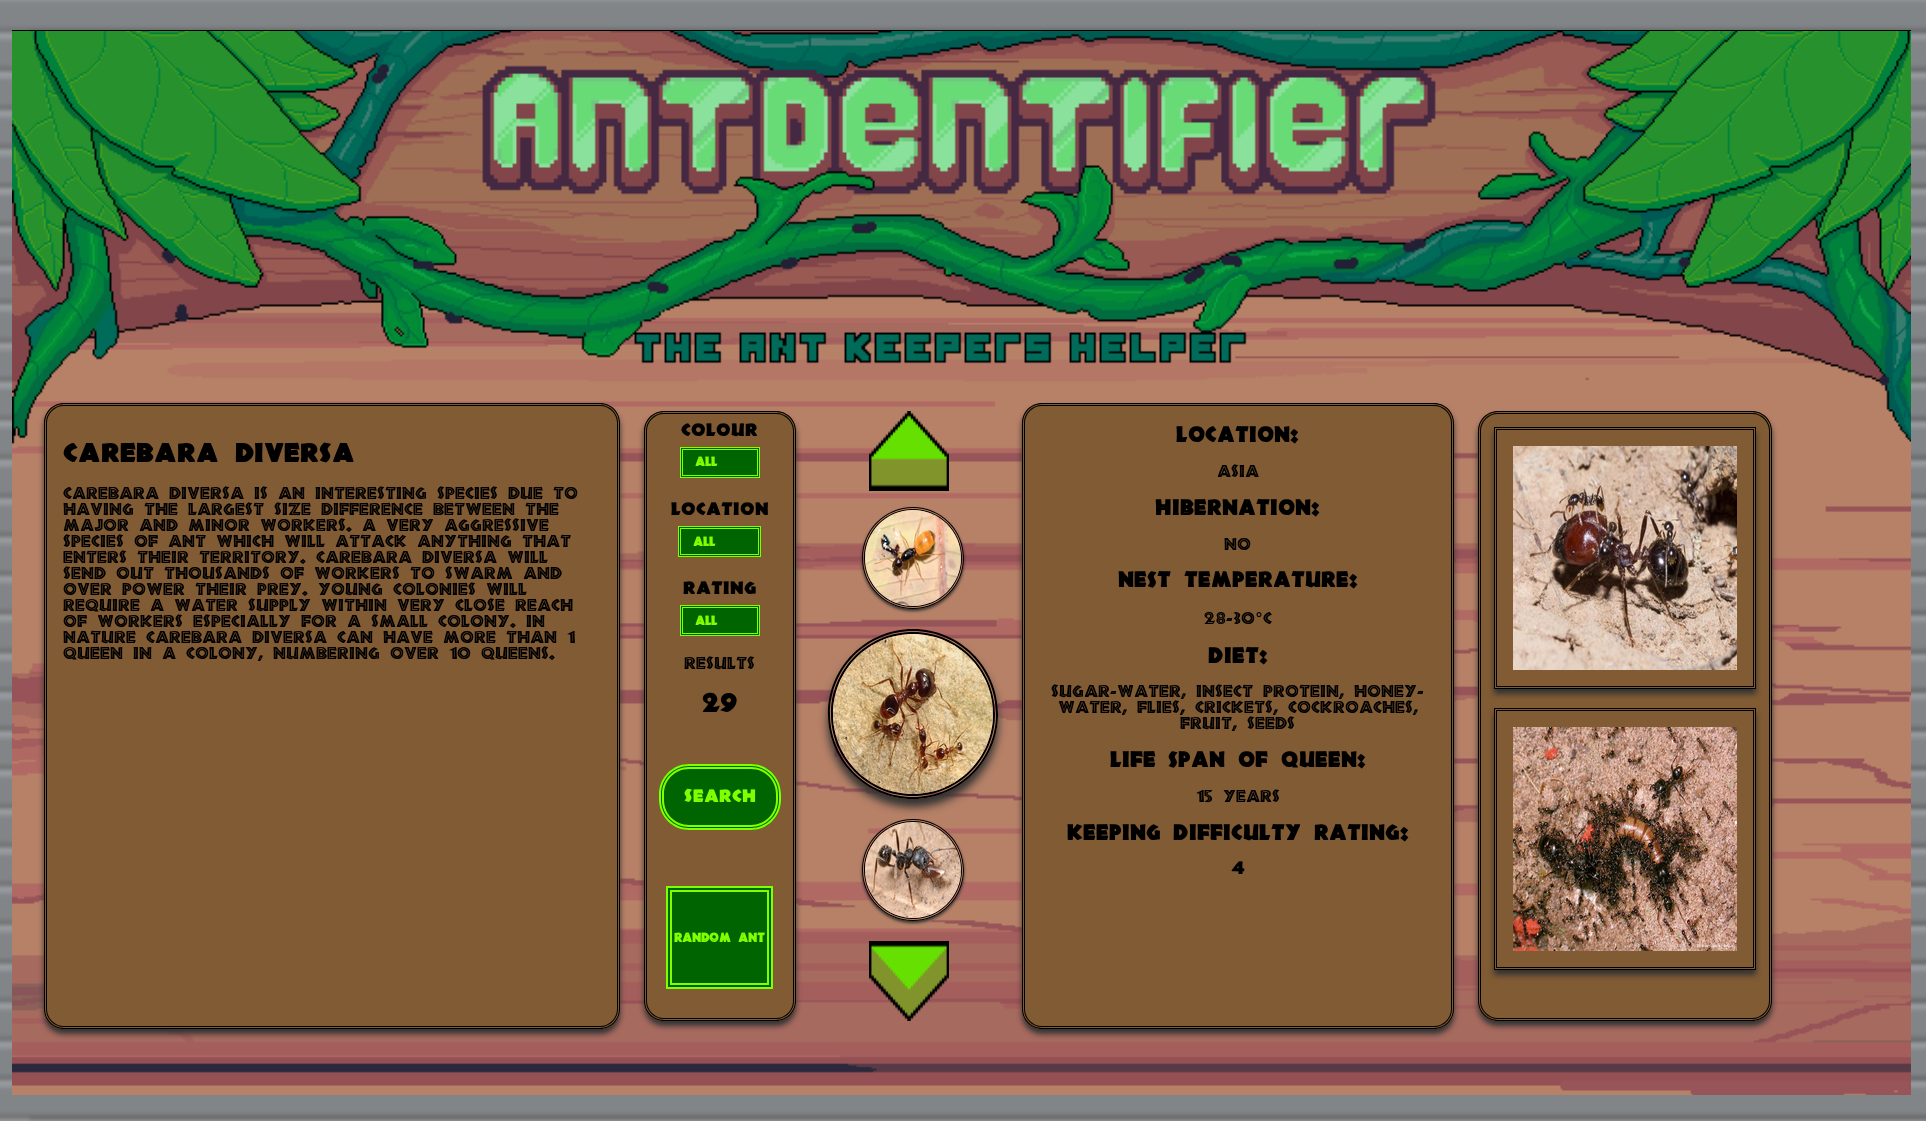 ANTDENTIFIER
THE ANT KEEPERS HELPER
CAREBARA DIVERSA
CAREBARA DIVERSA IS AN INTERESTING SPECIES DUE TO
HAVING THE LARGEST SIZE DIFFERENCE BETWEEN THE
MAJOR AND MINOR WORKERS. A VERY AGGRESSIVE
SPECIES OF ANT WHICH WILL ATTACK ANYTHING THAT
ENTERS THEIR TERRITORY. CAREBARA DIVERSA WILL
SEND OUT THOUSANDS OF WORKERS TO SWARM AND
OVER POWER THEIR PREY. YOUNG COLONIES WILL
REQUIRE A WATER SUPPLY WITHIN VERY CLOSE REACH
OF WORKERS ESPECIALLY FOR A SMALL COLONY. IN
NATURE CAREBARA DIVERSA CAN HAVE MORE THAN 1
QUEEN IN A COLONY, NUMBERING OVER 10 QUEENS.
COLOUR
ALL
LOCATION
ALL
RATING
ALL
RESULTS
29
SEARCH
RANDOM ANT
LOCATION:
ASIA
HIBERNATION:
NO
NEST TEMPERATURE:
28-30°C
DIET:
SUGAR-WATER, INSECT PROTEIN, HONEY-
WATER, FLIES, CRICKETS, COCKROACHES,
FRUIT, SEEDS
LIFE SPAN OF QUEEN:
15 YEARS
KEEPING DIFFICULTY RATING:
4